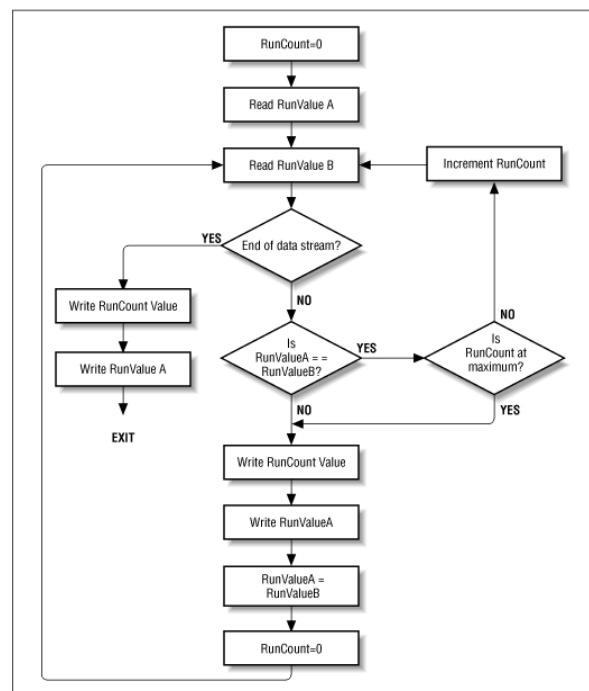 RunCount=0
Read RunValue A
Read RunValue B
Increment RunCount
End of data stream?
YES
NO
Write RunCount Value
Write RunValue A
EXIT
Is
RunValueA = =
RunValueB?
YES
NO
Is
RunCount at
maximum?
NO
YES
Write RunCount Value
Write RunValueA
RunValueA =
RunValueB
RunCount=0